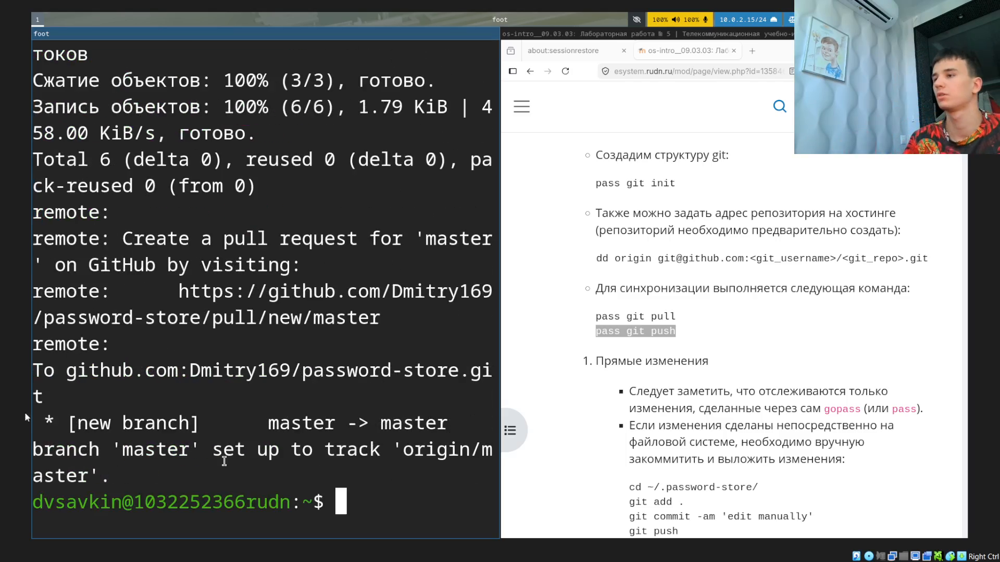 1
foot
100% 100%
10.0.2.15/24
foot
токов
Сжатие объектов: 100% (3/3), готово.
Запись объектов: 100% (6/6), 1.79 KiB | 4
58.00 KiB/s, готово.
Total 6 (delta 0), reused 0 (delta 0), pa
ck-reused 0 (from 0)
remote:
remote: Create a pull request for 'master
' on GitHub by visiting:
remote:      https://github.com/Dmitry169
/password-store/pull/new/master
remote:
To github.com:Dmitry169/password-store.gi
t
 * [new branch]      master -> master
branch 'master' set up to track 'origin/m
aster'.
dvsavkin@1032252366rudn:~$
os-intro__09.03.03: Лабораторная работа № 5 | Телекоммуникационная учебно-и
about:sessionrestore
os-intro__09.03.03: Лаб
esystem.rudn.ru/mod/page/view.php?id=13584
Создадим структуру git:
pass git init
Также можно задать адрес репозитория на хостинге
(репозиторий необходимо предварительно создать):
dd origin git@github.com:<git_username>/<git_repo>.git
Для синхронизации выполняется следующая команда:
pass git pull
pass git push
1. Прямые изменения
Следует заметить, что отслеживаются только
изменения, сделанные через сам gopass (или pass).
Если изменения сделаны непосредственно на
файловой системе, необходимо вручную
закоммитить и выложить изменения:
cd ~/.password-store/
git add .
git commit -am 'edit manually'
git push
Right Ctrl